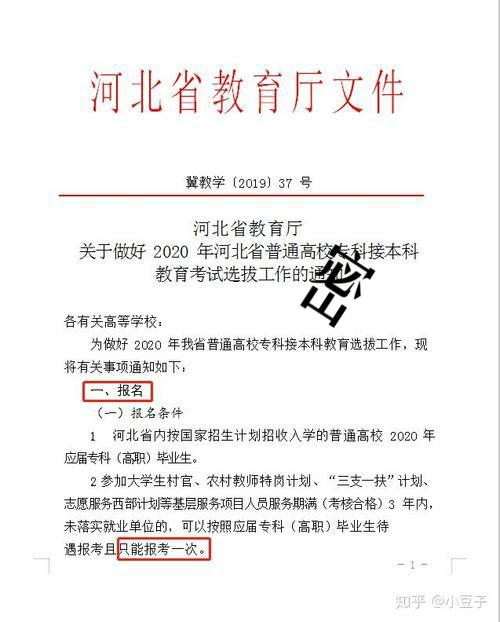 河北省教育厅文件
冀教学〔2019〕37 号
河北省教育厅
关于做好 2020 年河北省普通高校专科接本科
教育考试选拔工作的通知
密
各有关高等学校：
为做好 2020 年我省普通高校专科接本科教育选拔工作，现
将有关事项通知如下：
一、报名
（一）报名条件
1 河北省内按国家招生计划招收入学的普通高校 2020 年
应届专科（高职）毕业生。
2 参加大学生村官、农村教师特岗计划、“三支一扶”计划、
志愿服务西部计划等基层服务项目人员服务期满（考核合格）3 年内，
未落实就业单位的，可以按照应届专科（高职）毕业生待
遇报考且只能报考一次。
- 1 -
知乎 @小豆子